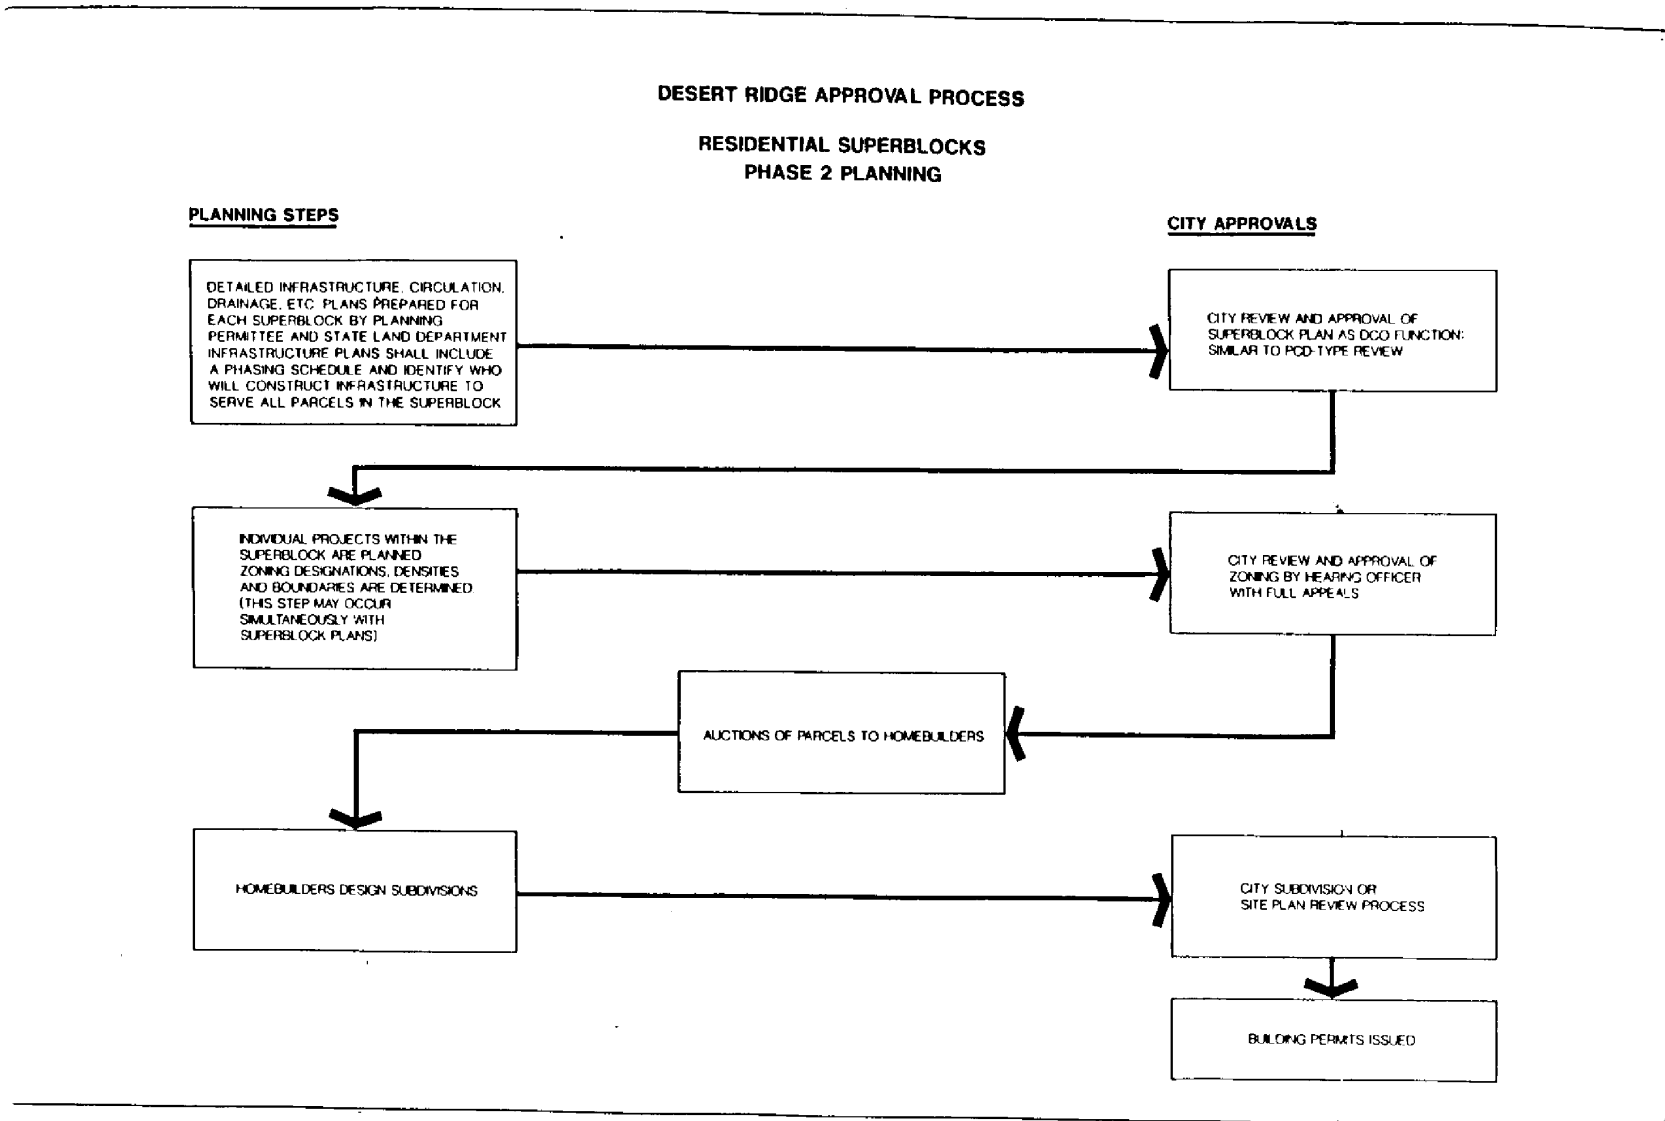 DESERT RIDGE APPROVAL PROCESS
RESIDENTIAL SUPERBLOCKS
PHASE 2 PLANNING
PLANNING STEPS
CITY APPROVALS
DETAILED INFRASTRUCTURE, CIRCULATION,
DRAINAGE, ETC PLANS PREPARED FOR
EACH SUPERBLOCK BY PLANNING
PERMITTEE AND STATE LAND DEPARTMENT
INFRASTRUCTURE PLANS SHALL INCLUDE
A PHASING SCHEDULE AND IDENTIFY WHO
WILL CONSTRUCT INFRASTRUCTURE TO
SERVE ALL PARCELS IN THE SUPERBLOCK
CITY REVIEW AND APPROVAL OF
SUPERBLOCK PLAN AS DCO FUNCTION;
SIMILAR TO PCD-TYPE REVIEW
INDIVIDUAL PROJECTS WITHIN THE
SUPERBLOCK ARE PLANNED
ZONING DESIGNATIONS, DENSITIES
AND BOUNDARIES ARE DETERMINED
(THIS STEP MAY OCCUR
SIMULTANEOUSLY WITH
SUPERBLOCK PLANS)
CITY REVIEW AND APPROVAL OF
ZONING BY HEARING OFFICER
WITH FULL APPEALS
AUCTIONS OF PARCELS TO HOMEBUILDERS
HOMEBUILDERS DESIGN SUBDIVISIONS
CITY SUBDIVISION OR
SITE PLAN REVIEW PROCESS
BUILDING PERMITS ISSUED